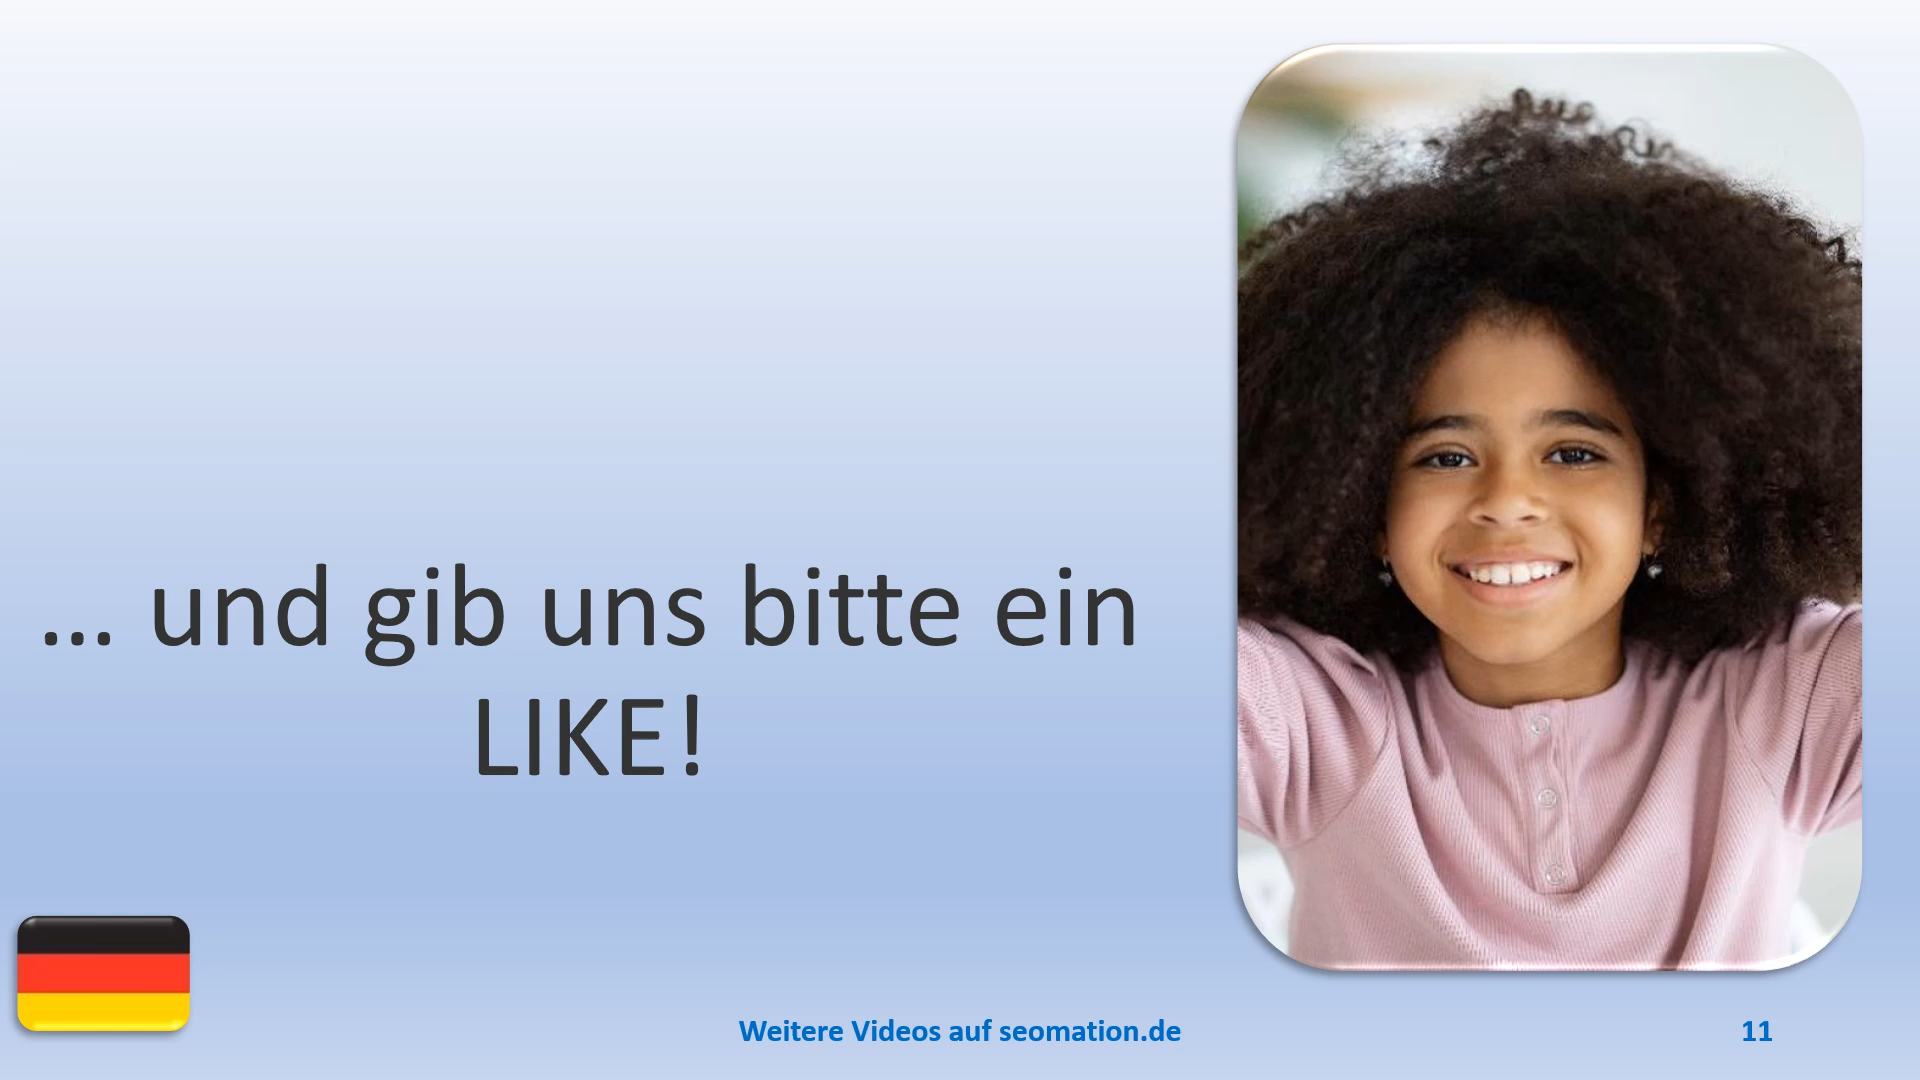 ... und gib uns bitte ein
LIKE!
Weitere Videos auf seomation.de
11